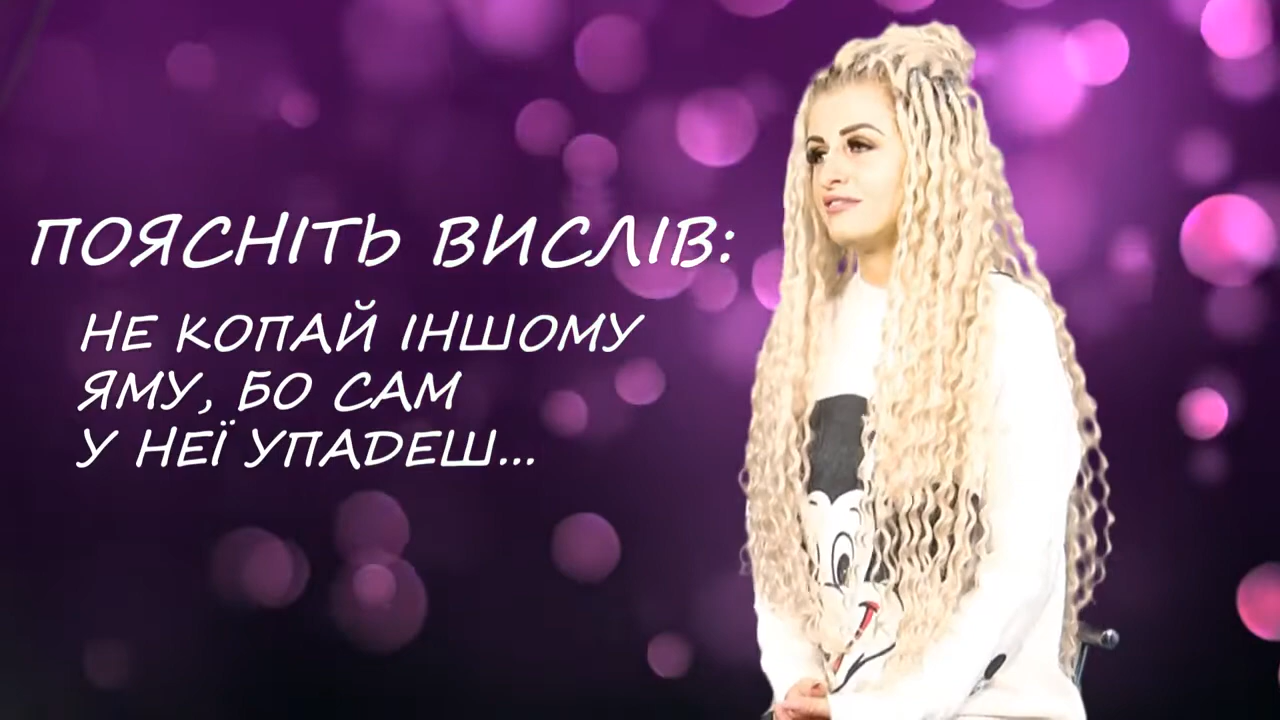 ПОЯСНІТЬ ВИСЛІВ:
НЕ КОПАЙ ІНШОМУ
ЯМУ, БО САМ
У НЕЇ УПАДЕШ...